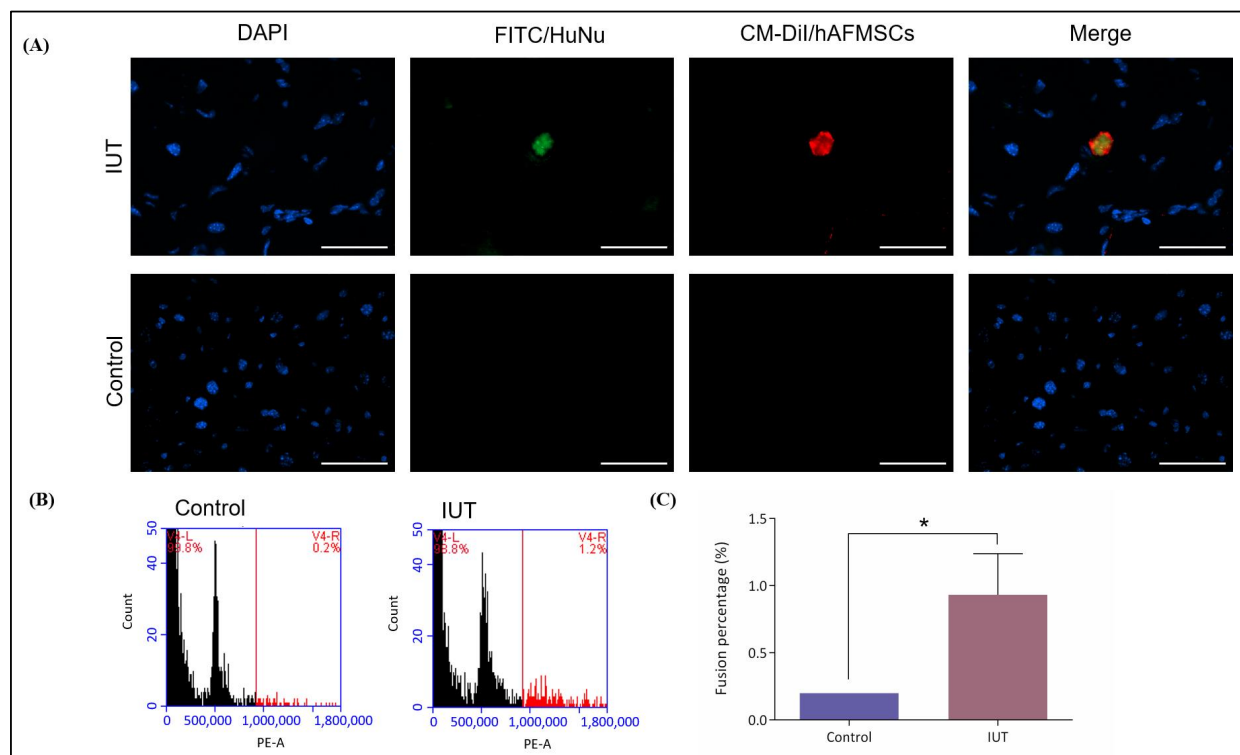 (A)
DAPI
FITC/HuNu
CM-DiI/hAFMSCs
Merge
IUT
Control
(B)
Control
V4-L
V4-R
0.2%
50
40
20
0
Count
0
500,000
1,000,000
1,800,000
PE-A
IUT
V4-L
98.8%
V4-R
1.2%
50
40
20
0
Count
0
500,000
1,000,000
1,800,000
PE-A
(C)
*
1.5
1.0
0.5
0.0
Fusion percentage (%)
Control
IUT